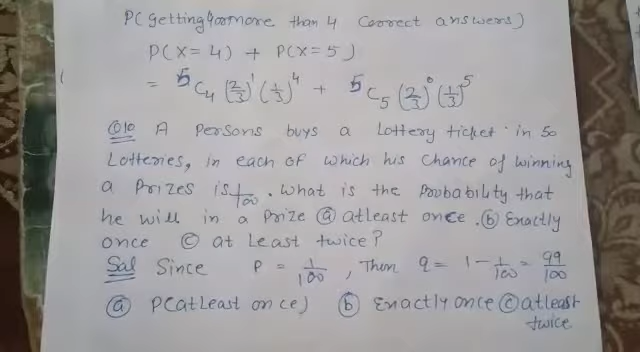 P(getting 4 or more than 4 correct answers)
P(X=4) + P(X=5)
= ⁵C₄ (2/3)¹ (1/3)⁴ + ⁵C₅ (2/3)⁰ (1/3)⁵
Q10 A Persons buys a Lottery ticket in 50
Lotteries, in each of which his chance of winning
a Prizes is 1/100. What is the Probability that
he will in a Prize ⓐ atleast once. ⓑ Exactly
once ⓒ at Least twice?
Sol Since P = 1/100, Then q = 1 - 1/100 = 99/100
ⓐ P(atleast once) ⓑ Exactly once ⓒ atleast
twice